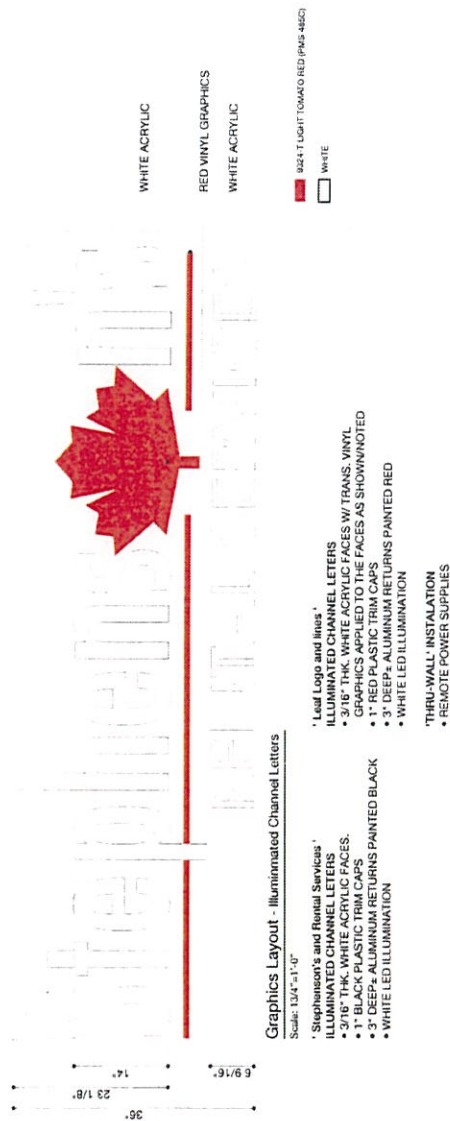 WHITE ACRYLIC
RED VINYL GRAPHICS
WHITE ACRYLIC
14"
23 1/8"
36"
6 9/16"
9324-T LIGHT TOMATO RED (PMS 485C)
WHITE
Graphics Layout - Illuminmated Channel Letters
Scale: 1 3/4"=1'-0"
' Stephenson's and Rental Services '
ILLUMINATED CHANNEL LETERS
• 3/16" THK. WHITE ACRYLIC FACES.
• 1" BLACK PLASTIC TRIM CAPS
• 3" DEEP± ALUMINUM RETURNS PAINTED BLACK
• WHITE LED ILLUMINATION
' Leaf Logo and lines '
ILLUMINATED CHANNEL LETERS
• 3/16" THK. WHITE ACRYLIC FACES W/ TRANS. VINYL
GRAPHICS APPLIED TO THE FACES AS SHOWN/NOTED
• 1" RED PLASTIC TRIM CAPS
• 3" DEEP± ALUMINUM RETURNS PAINTED RED
• WHITE LED ILLUMINATION
'THRU-WALL' INSTALATION
• REMOTE POWER SUPPLIES